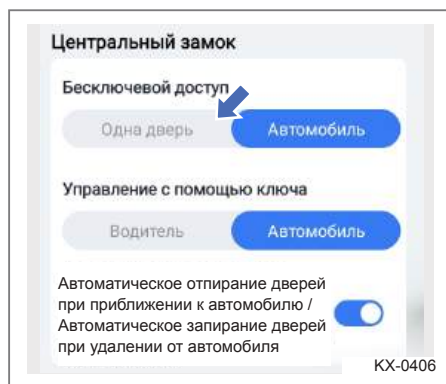 Центральный замок
Бесключевой доступ
Одна дверь Автомобиль
Управление с помощью ключа
Водитель Автомобиль
Автоматическое отпирание дверей
при приближении к автомобилю /
Автоматическое запирание дверей
при удалении от автомобиля
KX-0406